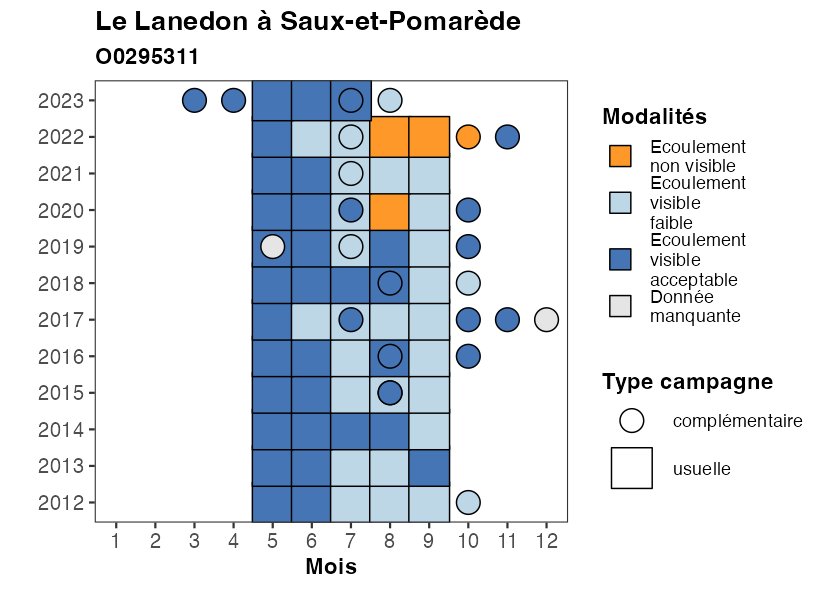 Le Lanedon à Saux-et-Pomarède
O0295311
2023
2022
2021
2020
2019
2018
2017
2016
2015
2014
2013
2012
1 2 3 4 5 6 7 8 9 10 11 12
Mois
Modalités
Ecoulement
non visible
Ecoulement
visible
faible
Ecoulement
visible
acceptable
Donnée
manquante
Type campagne
complémentaire
usuelle